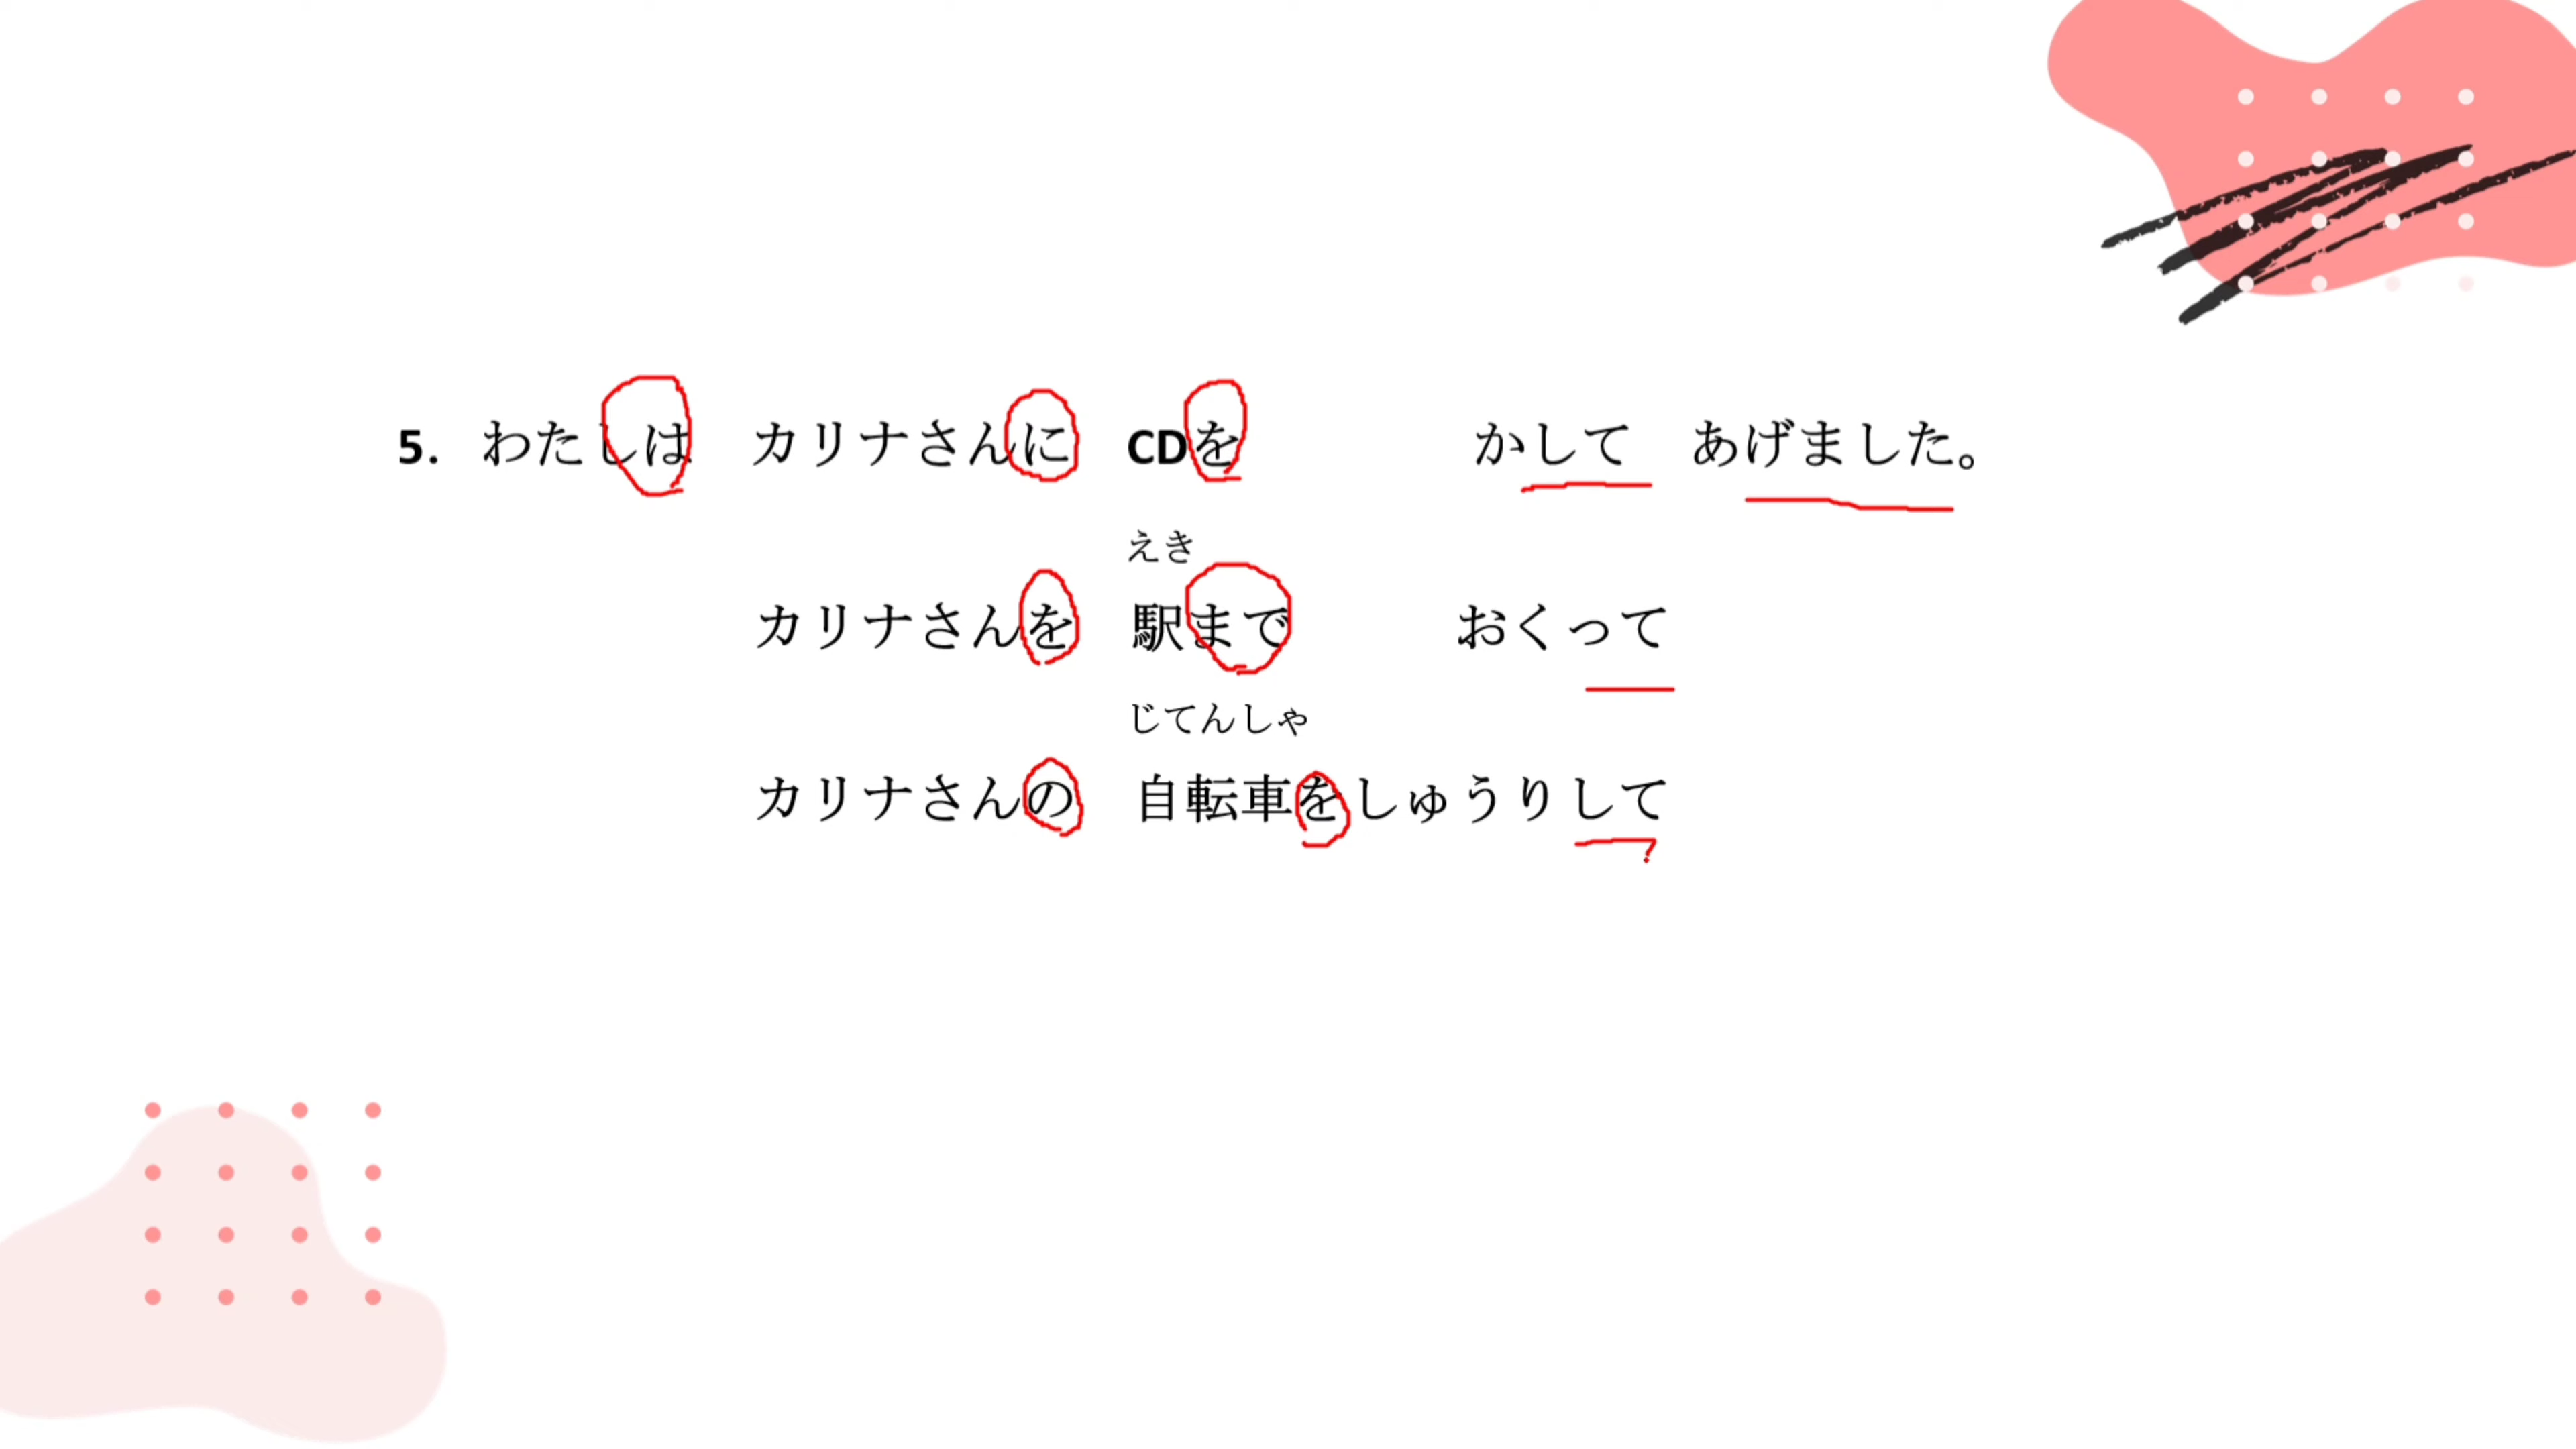 5. わたしは カリナさんに CDを かして あげました。
えき
カリナさんを 駅まで おくって
じてんしゃ
カリナさんの 自転車をしゅうりして